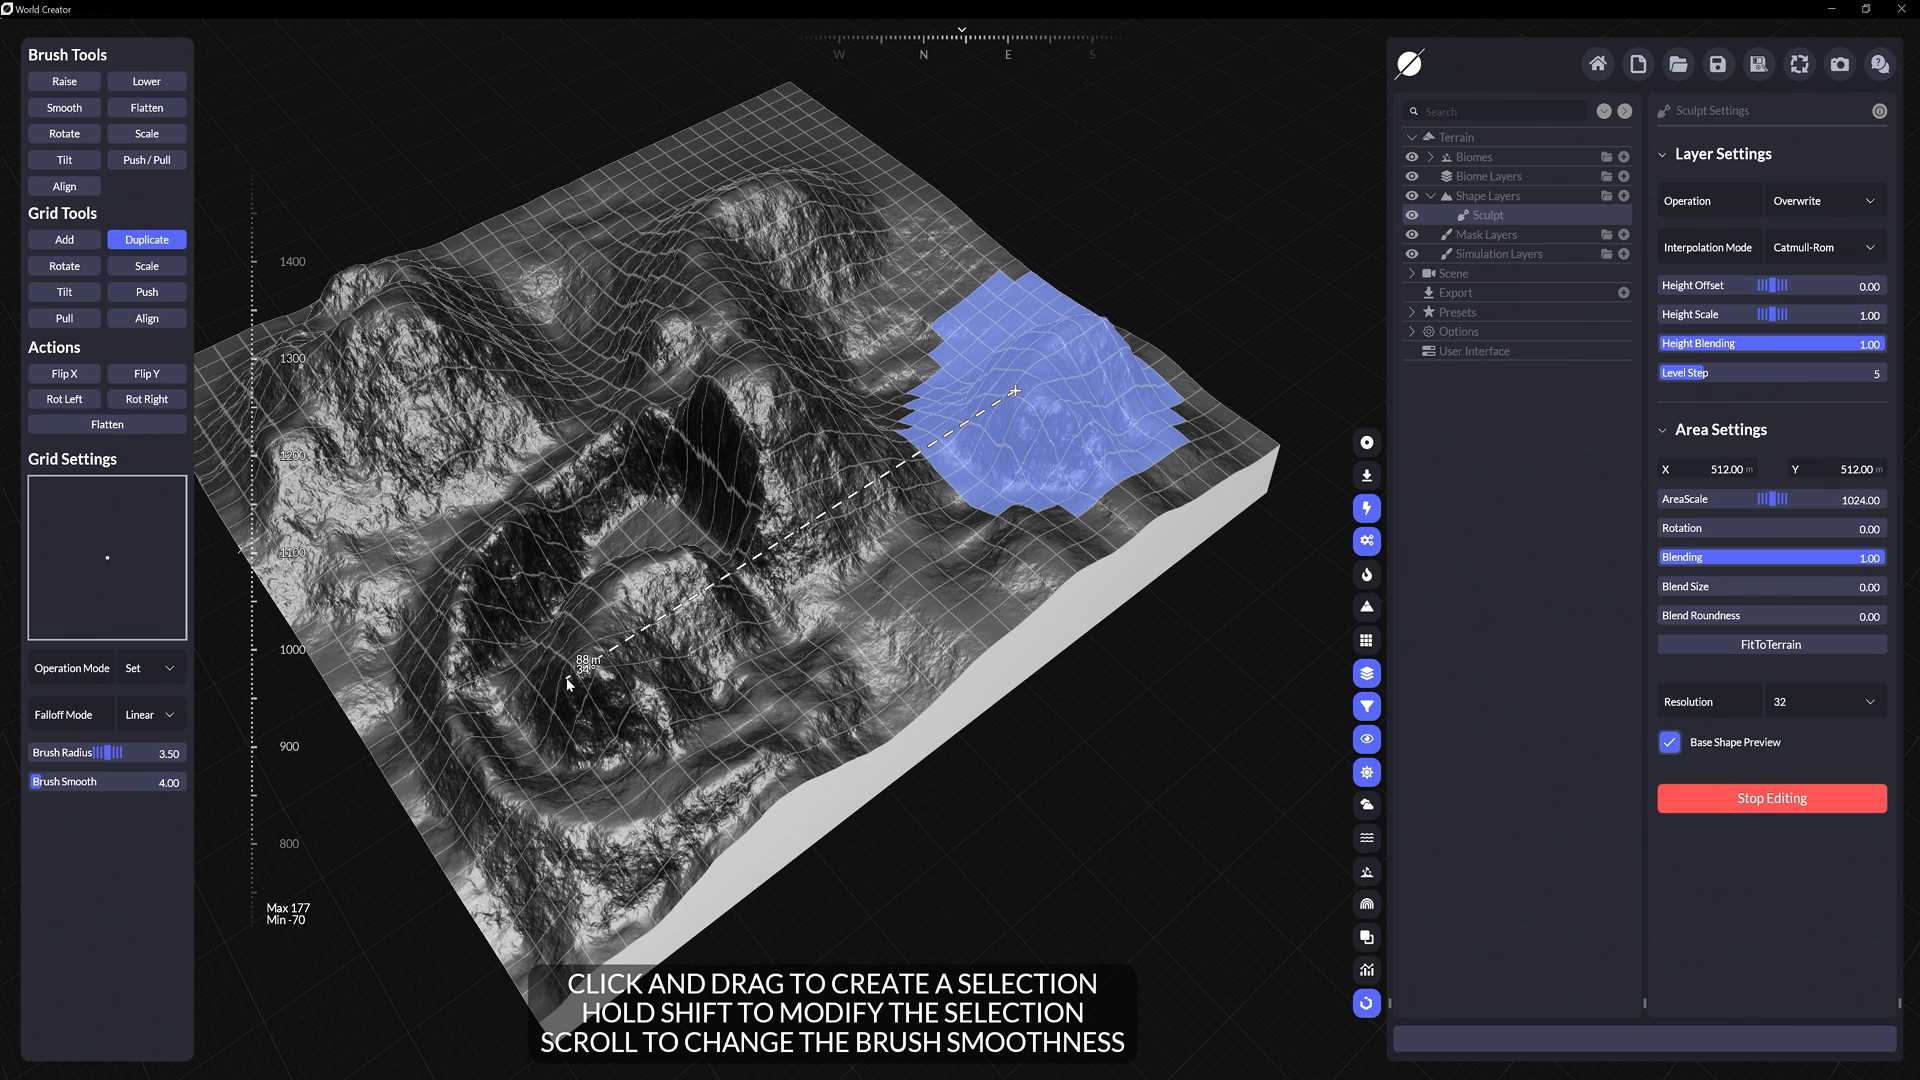 World Creator
Brush Tools
Raise Lower
Smooth Flatten
Rotate Scale
Tilt Push / Pull
Align
Grid Tools
Add Duplicate
Rotate Scale
Tilt Push
Pull Align
Actions
Flip X Flip Y
Rot Left Rot Right
Flatten
Grid Settings
Operation Mode Set
Falloff Mode Linear
Brush Radius 3.50
Brush Smooth 4.00
W N E S
1400
1300
1200
1100
1000
900
800
Max 177
Min -70
88 m
34°
CLICK AND DRAG TO CREATE A SELECTION
HOLD SHIFT TO MODIFY THE SELECTION
SCROLL TO CHANGE THE BRUSH SMOOTHNESS
Search
Terrain
Biomes
Biome Layers
Shape Layers
Sculpt
Mask Layers
Simulation Layers
Scene
Export
Presets
Options
User Interface
Sculpt Settings
Layer Settings
Operation Overwrite
Interpolation Mode Catmull-Rom
Height Offset 0.00
Height Scale 1.00
Height Blending 1.00
Level Step 5
Area Settings
X 512.00 m Y 512.00 m
AreaScale 1024.00
Rotation 0.00
Blending 1.00
Blend Size 0.00
Blend Roundness 0.00
FitToTerrain
Resolution 32
Base Shape Preview
Stop Editing